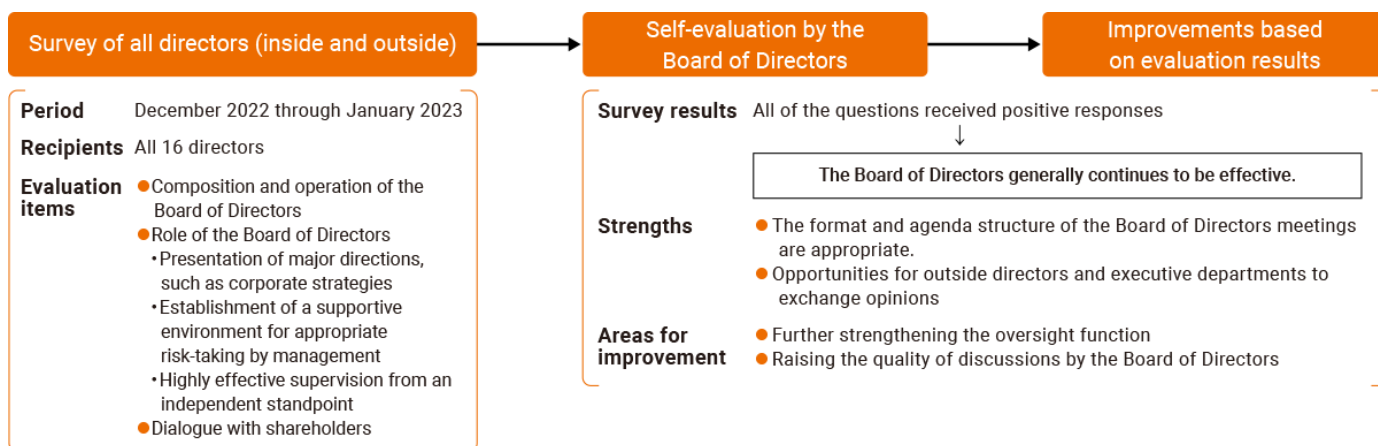 Survey of all directors (inside and outside)
Self-evaluation by the
Board of Directors
Improvements based
on evaluation results
Period December 2022 through January 2023
Recipients All 16 directors
Evaluation
items
●Composition and operation of the
Board of Directors
●Role of the Board of Directors
・Presentation of major directions,
such as corporate strategies
・Establishment of a supportive
environment for appropriate
risk-taking by management
・Highly effective supervision from an
independent standpoint
●Dialogue with shareholders
Survey results All of the questions received positive responses
↓
The Board of Directors generally continues to be effective.
Strengths ●The format and agenda structure of the Board of Directors meetings
are appropriate.
●Opportunities for outside directors and executive departments to
exchange opinions
Areas for
improvement
●Further strengthening the oversight function
●Raising the quality of discussions by the Board of Directors